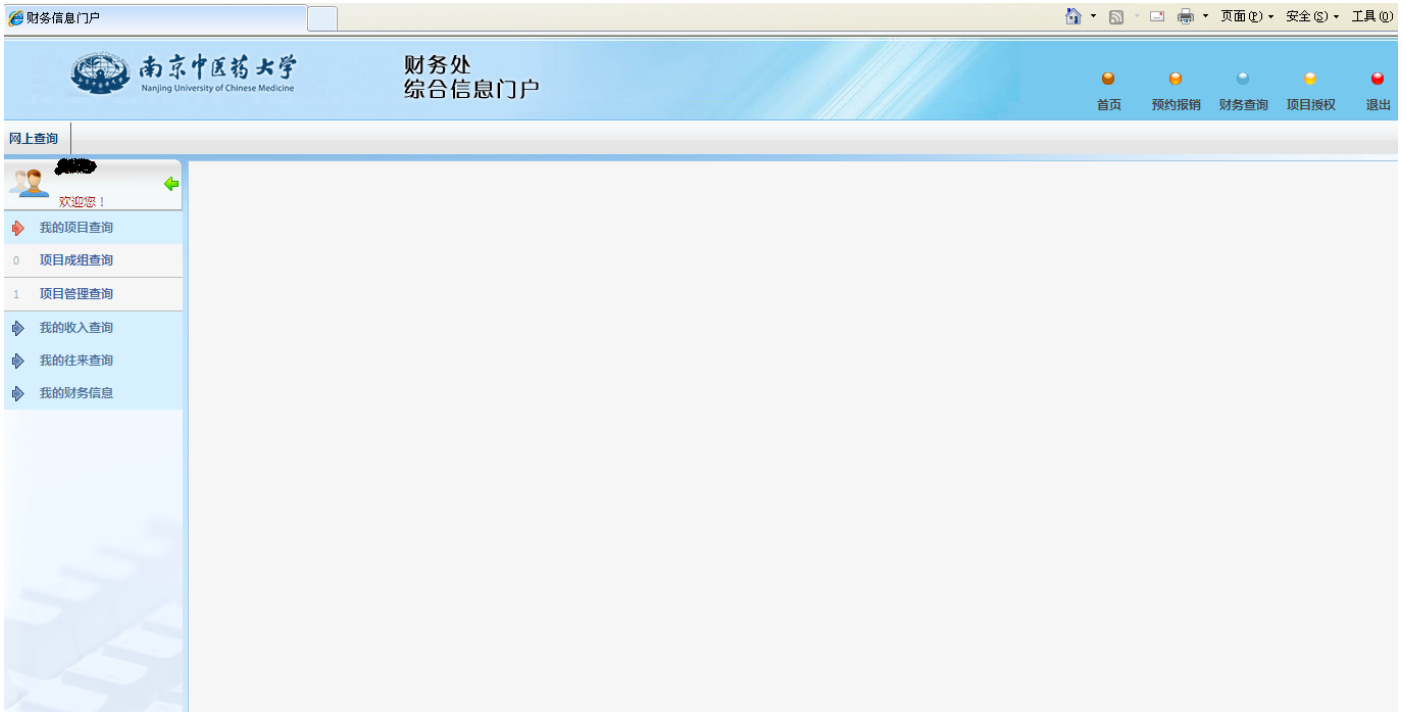 财务信息门户
页面(P) 安全(S) 工具(O)
南京中医药大学
Nanjing University of Chinese Medicine
财务处
综合信息门户
首页 预约报销 财务查询 项目授权 退出
网上查询
欢迎您！
我的项目查询
0 项目成组查询
1 项目管理查询
我的收入查询
我的往来查询
我的财务信息